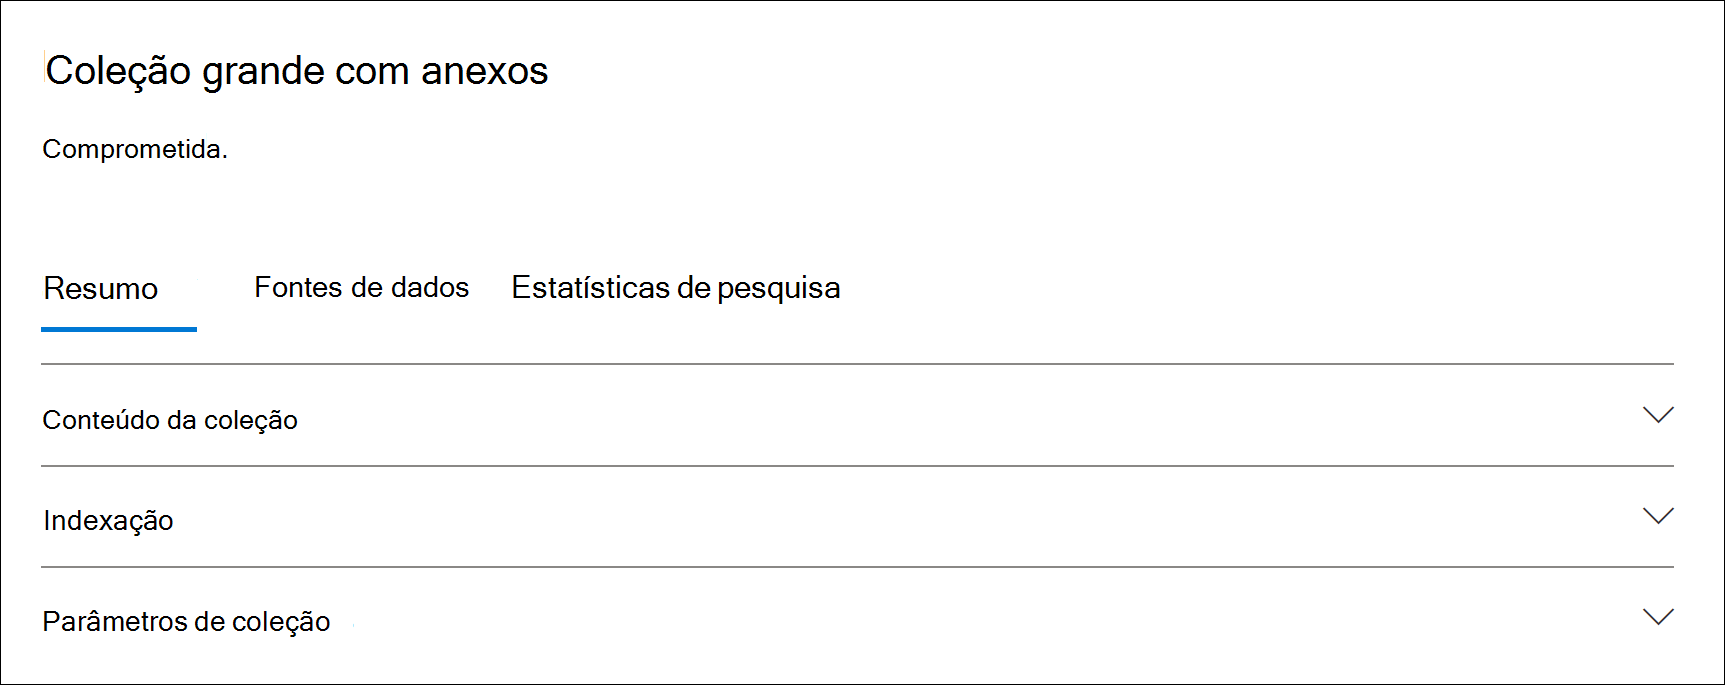 Coleção grande com anexos
Comprometida.
Resumo Fontes de dados Estatísticas de pesquisa
Conteúdo da coleção
Indexação
Parâmetros de coleção